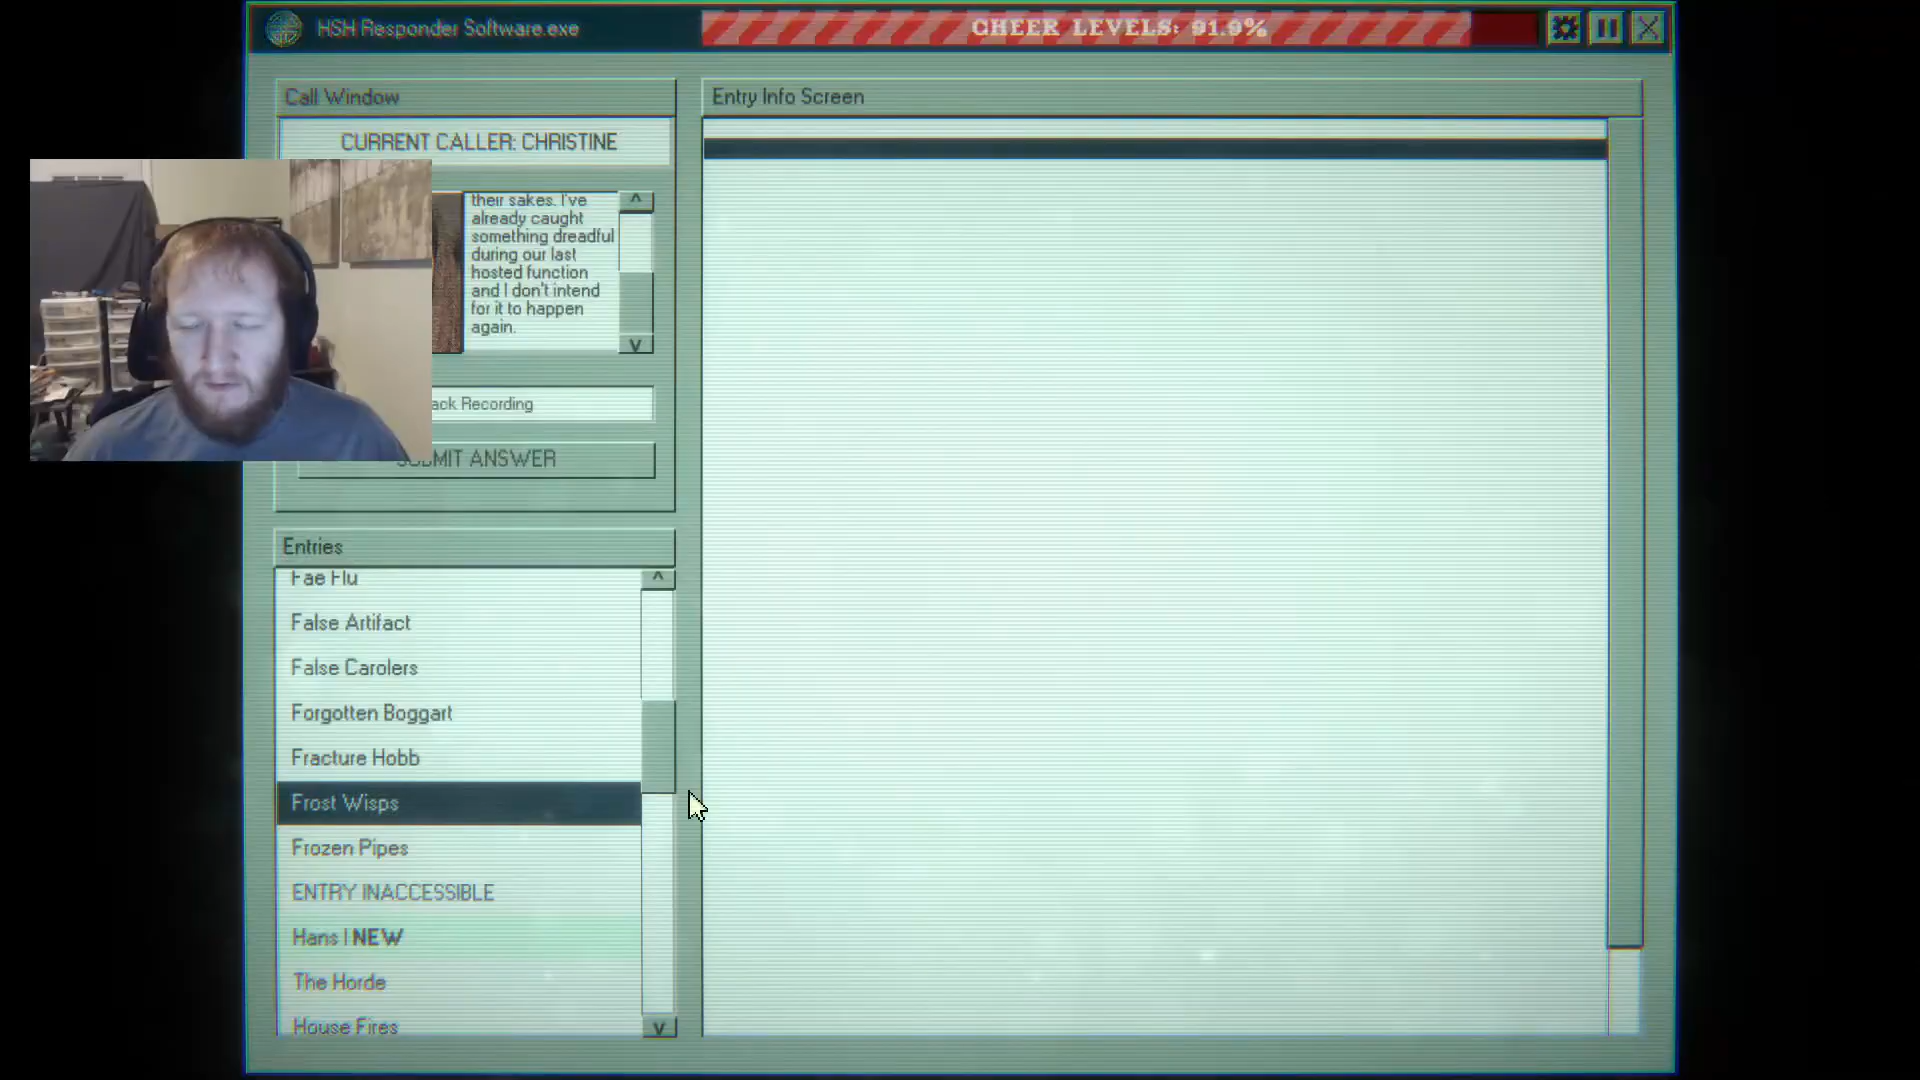 HSH Responder Software.exe
CHEER LEVELS: 91.9%
Call Window
Entry Info Screen
CURRENT CALLER: CHRISTINE
their sakes. I've
already caught
something dreadful
during our last
hosted function
and I don't intend
for it to happen
again.
ack Recording
SUBMIT ANSWER
Entries
Fae Flu
False Artifact
False Carolers
Forgotten Boggart
Fracture Hobb
Frost Wisps
Frozen Pipes
ENTRY INACCESSIBLE
Hans | NEW
The Horde
House Fires